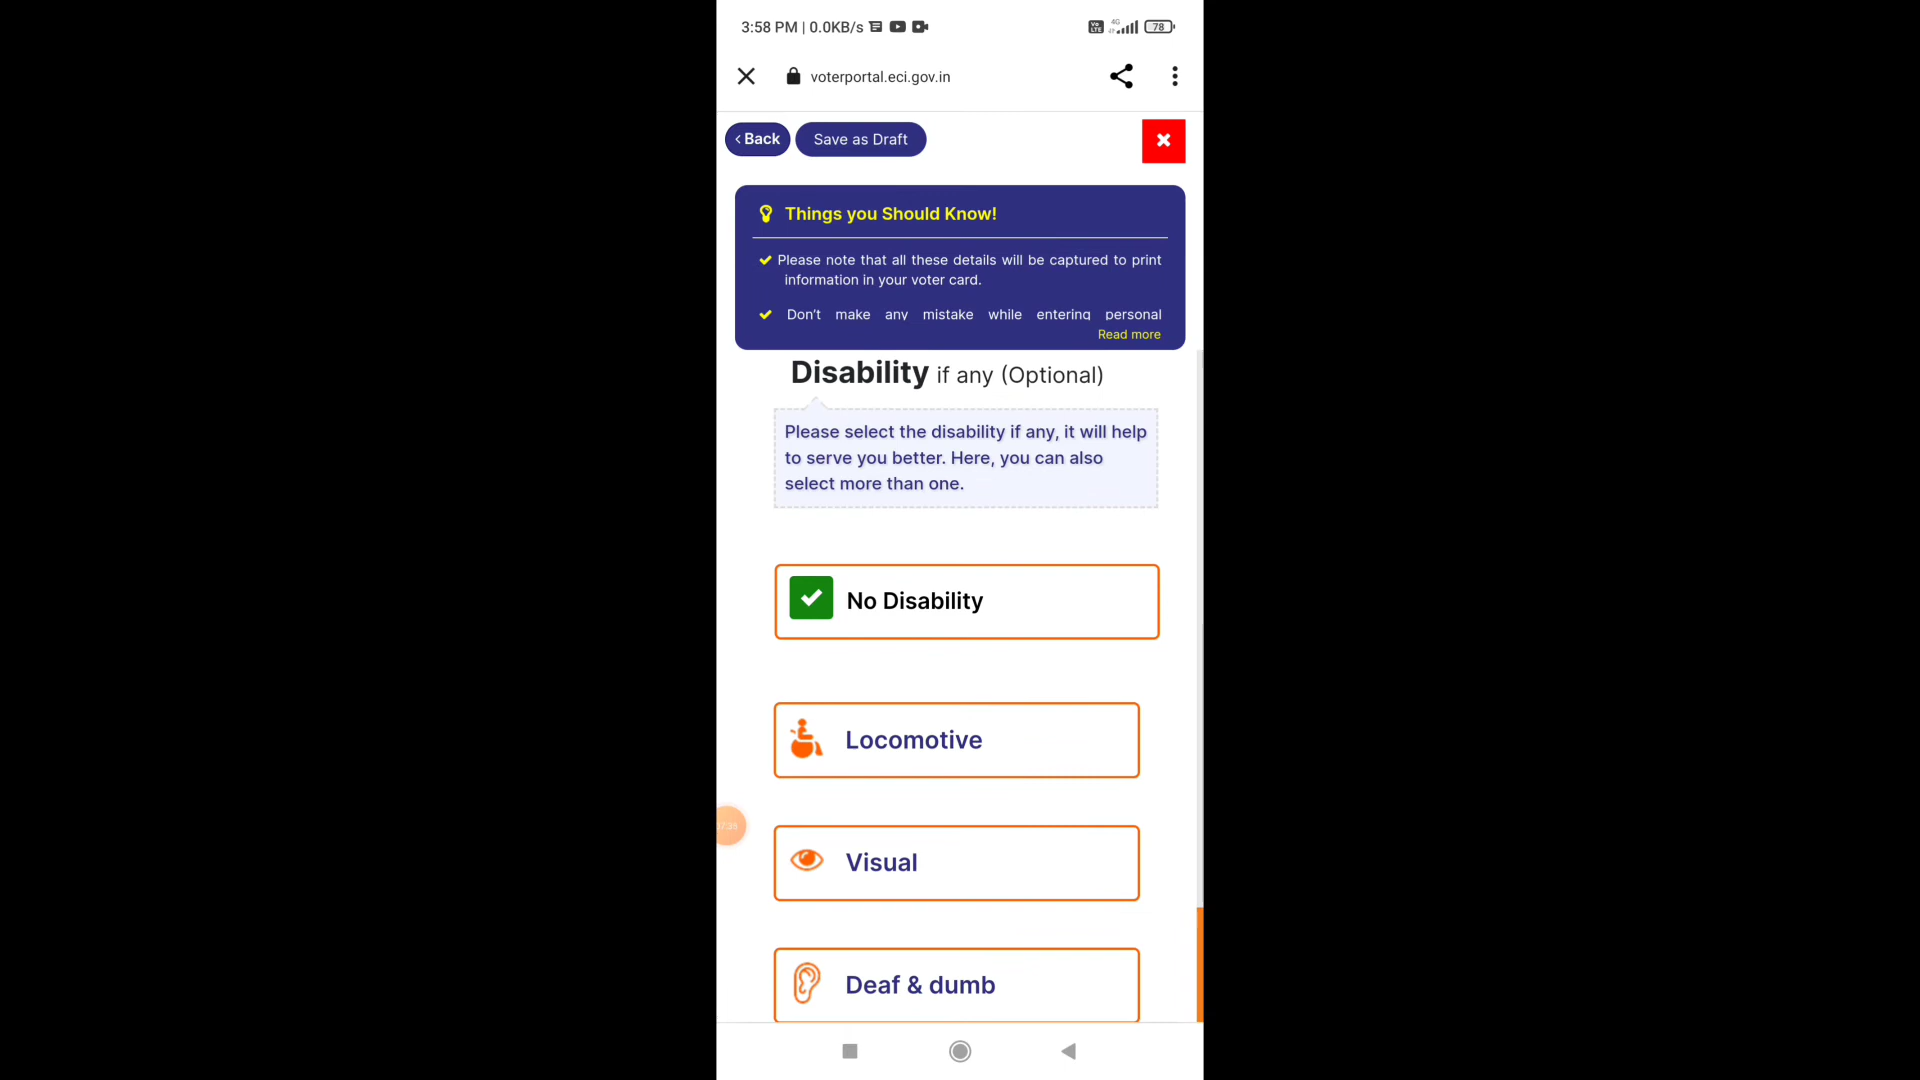 3:58 PM | 0.0KB/s
Vo
LTE
4G
78
voterportal.eci.gov.in
Back
Save as Draft
Things you Should Know!
Please note that all these details will be captured to print
information in your voter card.
Don't make any mistake while entering personal
Read more
Disability if any (Optional)
Please select the disability if any, it will help
to serve you better. Here, you can also
select more than one.
No Disability
Locomotive
Visual
Deaf & dumb